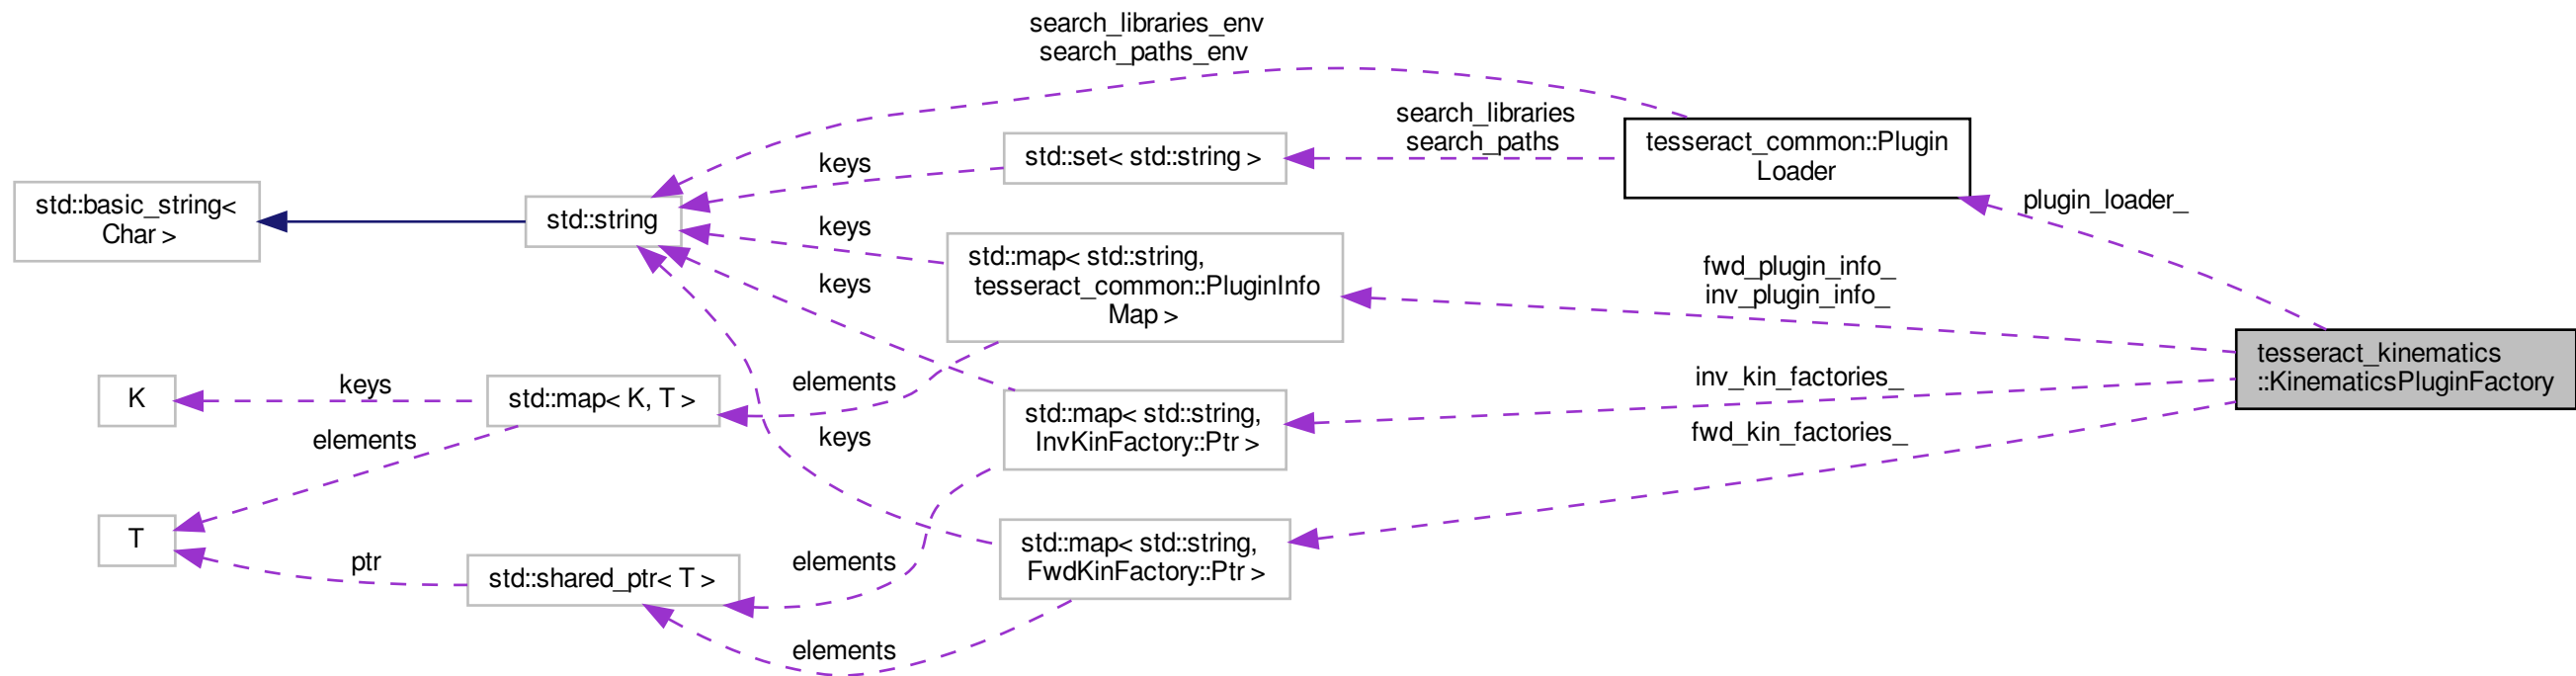 search_libraries_env
search_paths_env
search_libraries
search_paths
tesseract_common::Plugin
Loader
keys
std::set< std::string >
std::basic_string<
Char >
std::string
plugin_loader_
keys
std::map< std::string,
tesseract_common::PluginInfo
Map >
fwd_plugin_info_
inv_plugin_info_
keys
tesseract_kinematics
::KinematicsPluginFactory
K
keys
std::map< K, T >
elements
inv_kin_factories_
std::map< std::string,
InvKinFactory::Ptr >
elements
keys
fwd_kin_factories_
T
ptr
std::shared_ptr< T >
elements
std::map< std::string,
FwdKinFactory::Ptr >
elements